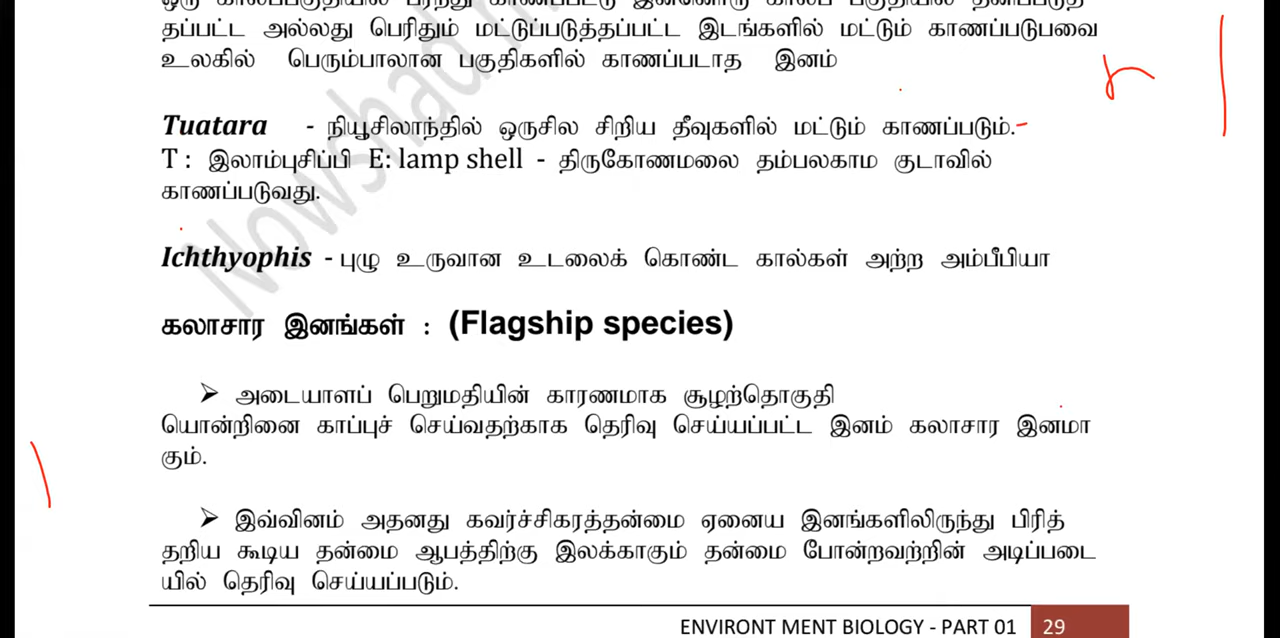 தப்பட்ட அல்லது பெரிதும் மட்டுப்படுத்தப்பட்ட இடங்களில் மட்டும் காணப்படுபவை
உலகில் பெரும்பாலான பகுதிகளில் காணப்படாத இனம்
Tuatara - நியூசிலாந்தில் ஒருசில சிறிய தீவுகளில் மட்டும் காணப்படும்.
T : இலாம்புசிப்பி E: lamp shell - திருகோணமலை தம்பலகாம குடாவில்
காணப்படுவது.
Ichthyophis - புழு உருவான உடலைக் கொண்ட கால்கள் அற்ற அம்பீபியா
கலாசார இனங்கள் : (Flagship species)
➢ அடையாளப் பெறுமதியின் காரணமாக சூழற்தொகுதி
யொன்றினை காப்புச் செய்வதற்காக தெரிவு செய்யப்பட்ட இனம் கலாசார இனமா
கும்.
➢ இவ்வினம் அதனது கவர்ச்சிகரத்தன்மை ஏனைய இனங்களிலிருந்து பிரித்
தறிய கூடிய தன்மை ஆபத்திற்கு இலக்காகும் தன்மை போன்றவற்றின் அடிப்படை
யில் தெரிவு செய்யப்படும்.
ENVIRONT MENT BIOLOGY - PART 01 29
Nowshad